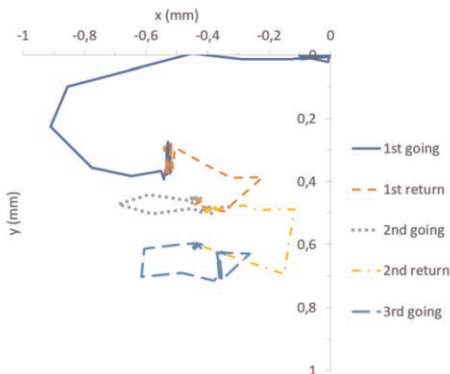 x (mm)
-1 -0,8 -0,6 -0,4 -0,2 0
0
0,2
0,4
0,6
0,8
1
y (mm)
1st going
1st return
2nd going
2nd return
3rd going